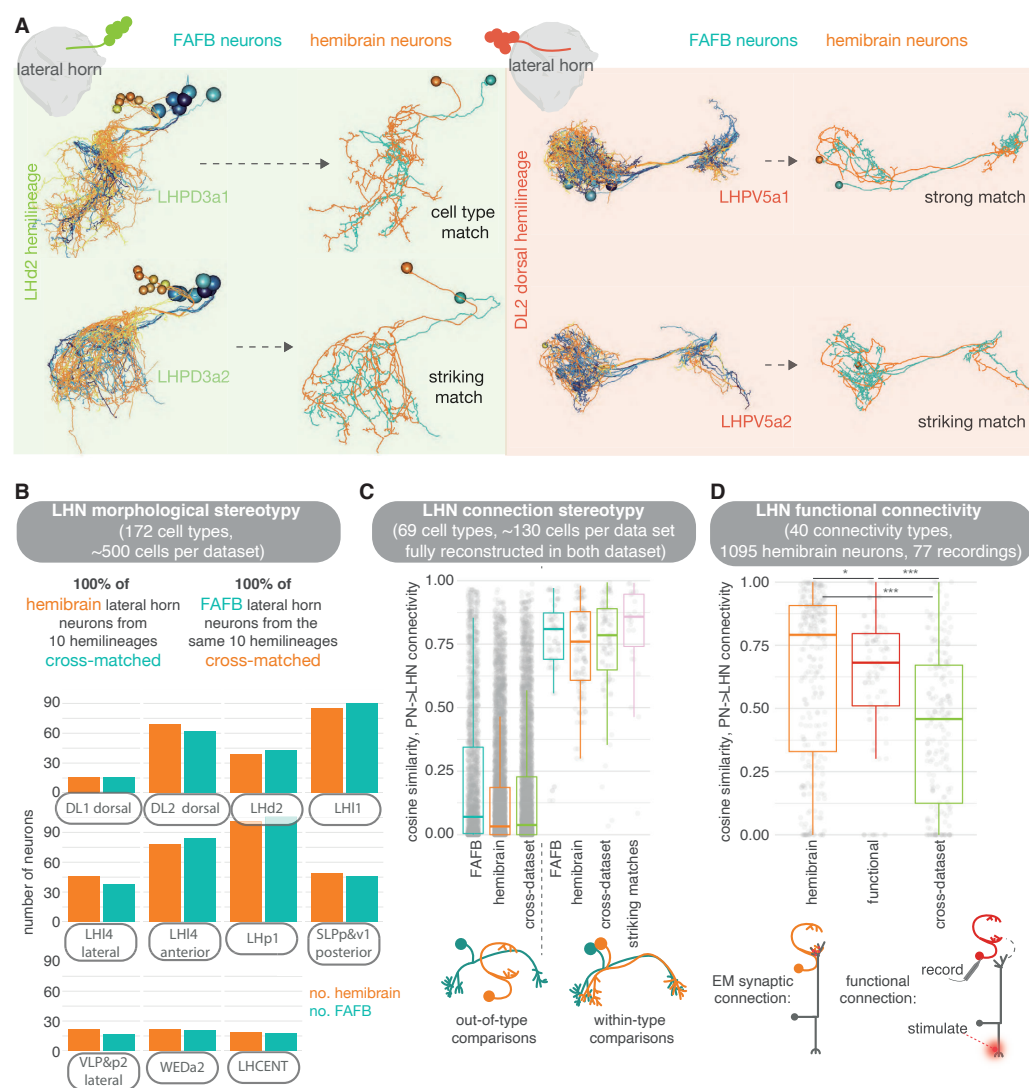 A
lateral horn
FAFB neurons
hemibrain neurons
lateral horn
FAFB neurons
hemibrain neurons
LHd2 hemilineage
LHPD3a1
cell type
match
LHPD3a2
striking
match
DL2 dorsal hemilineage
LHPV5a1
strong match
LHPV5a2
striking match
B
LHN morphological stereotypy
(172 cell types,
~500 cells per dataset)
100% of
hemibrain lateral horn
neurons from
10 hemilineages
cross-matched
100% of
FAFB lateral horn
neurons from the
same 10 hemilineages
cross-matched
number of neurons
90
60
30
0
DL1 dorsal
DL2 dorsal
LHd2
LHl1
90
60
30
0
LHl4
lateral
LHl4
anterior
LHp1
SLPp&v1
posterior
90
60
30
0
no. hemibrain
no. FAFB
VLP&p2
lateral
WEDa2
LHCENT
C
LHN connection stereotypy
(69 cell types, ~130 cells per data set
fully reconstructed in both dataset)
cosine similarity, PN->LHN connectivity
1.00
0.75
0.50
0.25
0.00
FAFB
hemibrain
cross-dataset
FAFB
hemibrain
cross-dataset
striking matches
out-of-type
comparisons
within-type
comparisons
D
LHN functional connectivity
(40 connectivity types,
1095 hemibrain neurons, 77 recordings)
cosine similarity, PN->LHN connectivity
1.00
0.75
0.50
0.25
0.00
*
***
***
hemibrain
functional
cross-dataset
EM synaptic
connection:
functional
connection:
record
stimulate